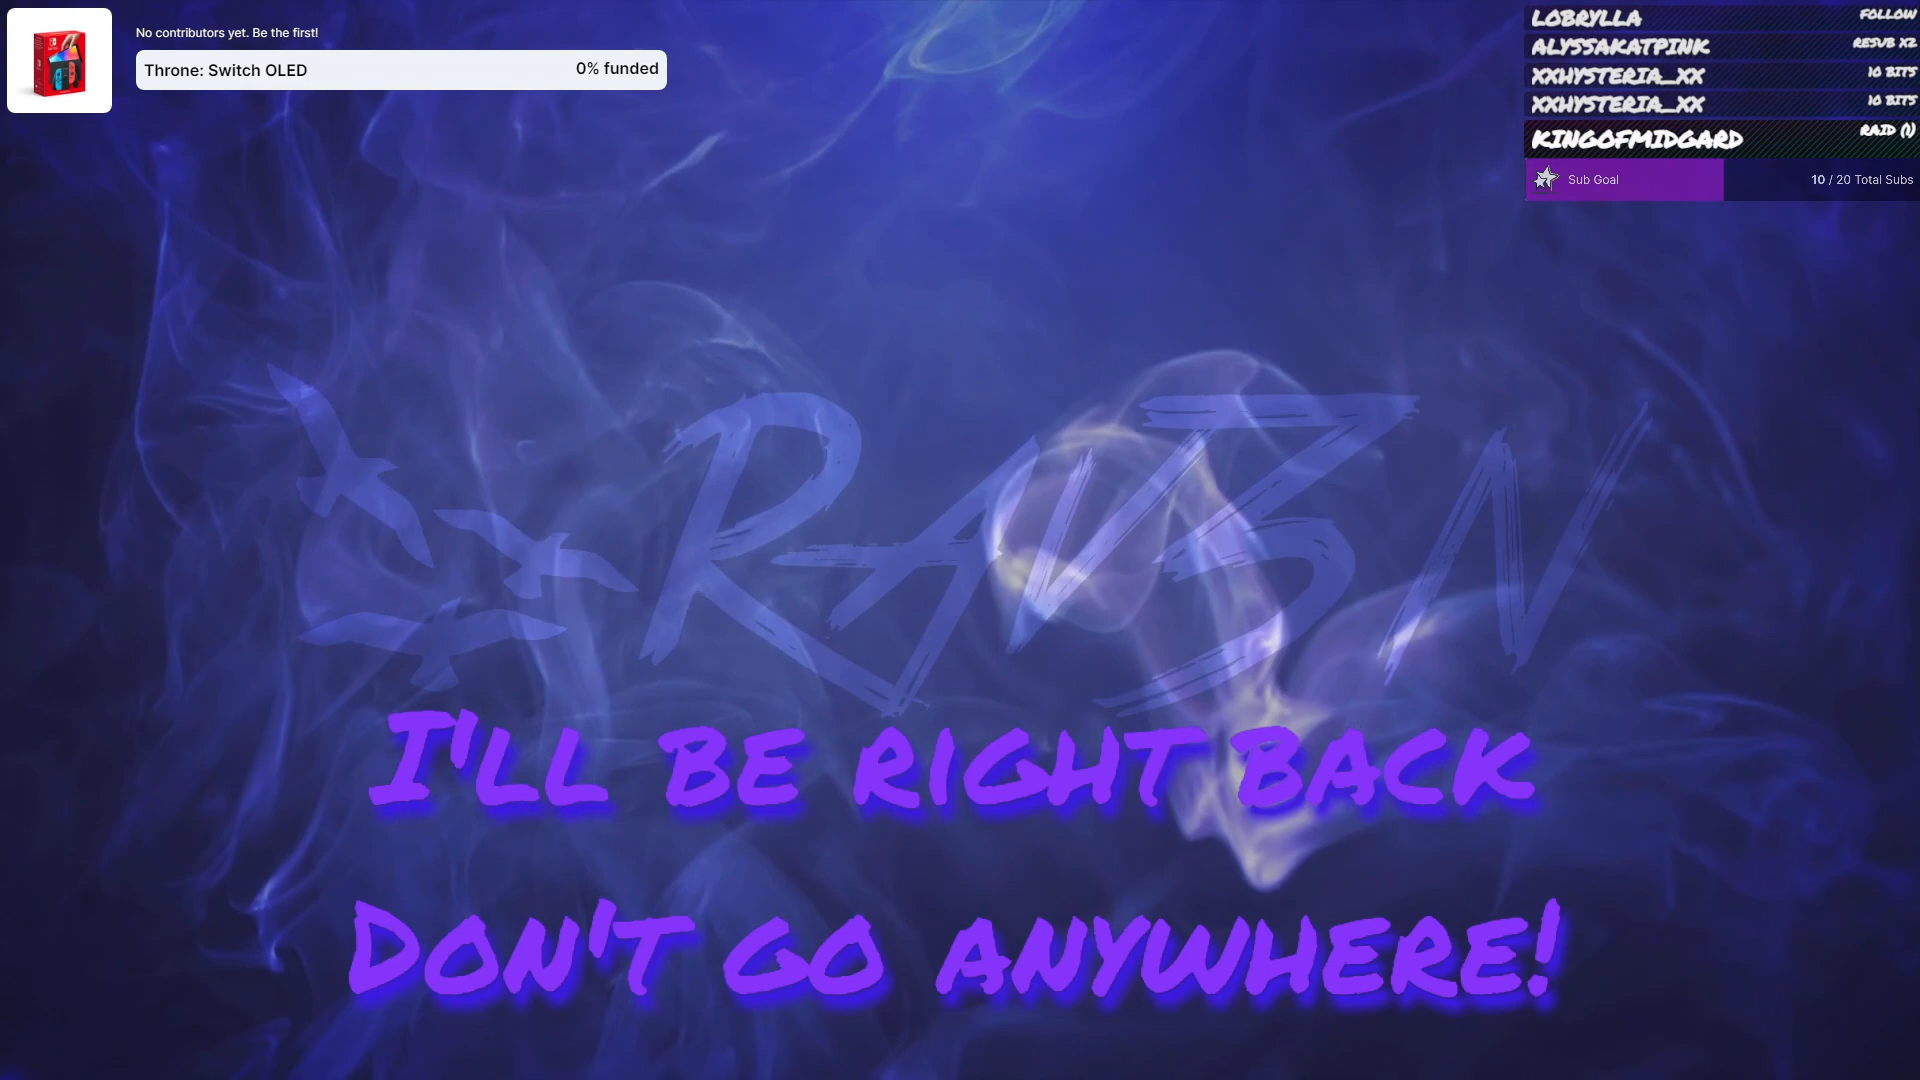 No contributors yet. Be the first!
Throne: Switch OLED 0% funded
LOBRYLLA FOLLOW
ALYSSAKATPINK RESUB X2
XXHYSTERIA_XX 10 BITS
XXHYSTERIA_XX 10 BITS
KINGOFMIDGARD RAID (1)
Sub Goal 10 / 20 Total Subs
RAV3N
I'LL BE RIGHT BACK
DON'T GO ANYWHERE!